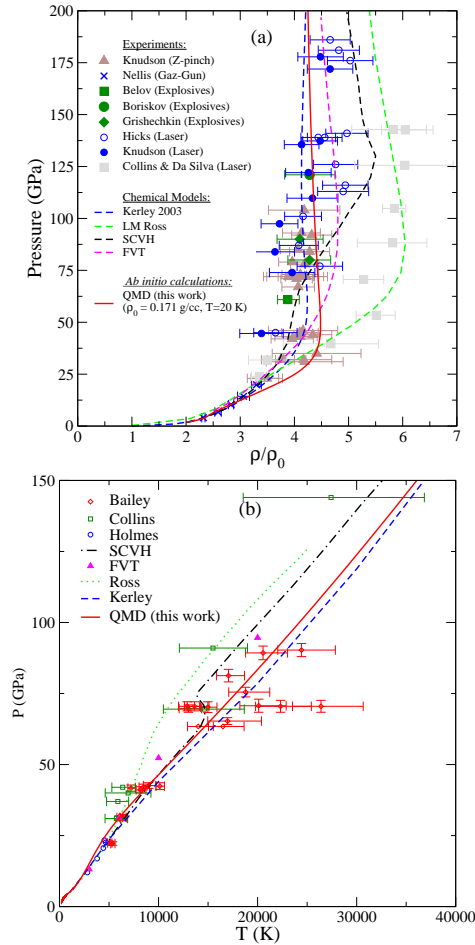 200
(a)
Experiments:
Knudson (Z-pinch)
Nellis (Gaz-Gun)
Belov (Explosives)
Boriskov (Explosives)
Grishechkin (Explosives)
Hicks (Laser)
Knudson (Laser)
Collins & Da Silva (Laser)
Chemical Models:
Kerley 2003
LM Ross
SCVH
FVT
Ab initio calculations:
QMD (this work)
(ρ0 = 0.171 g/cc, T=20 K)
175
150
125
100
75
50
25
0
Pressure (GPa)
0 1 2 3 4 5 6 7
ρ/ρ0
150
(b)
Bailey
Collins
Holmes
SCVH
FVT
Ross
Kerley
QMD (this work)
100
50
0
P (GPa)
0 10000 20000 30000 40000
T (K)